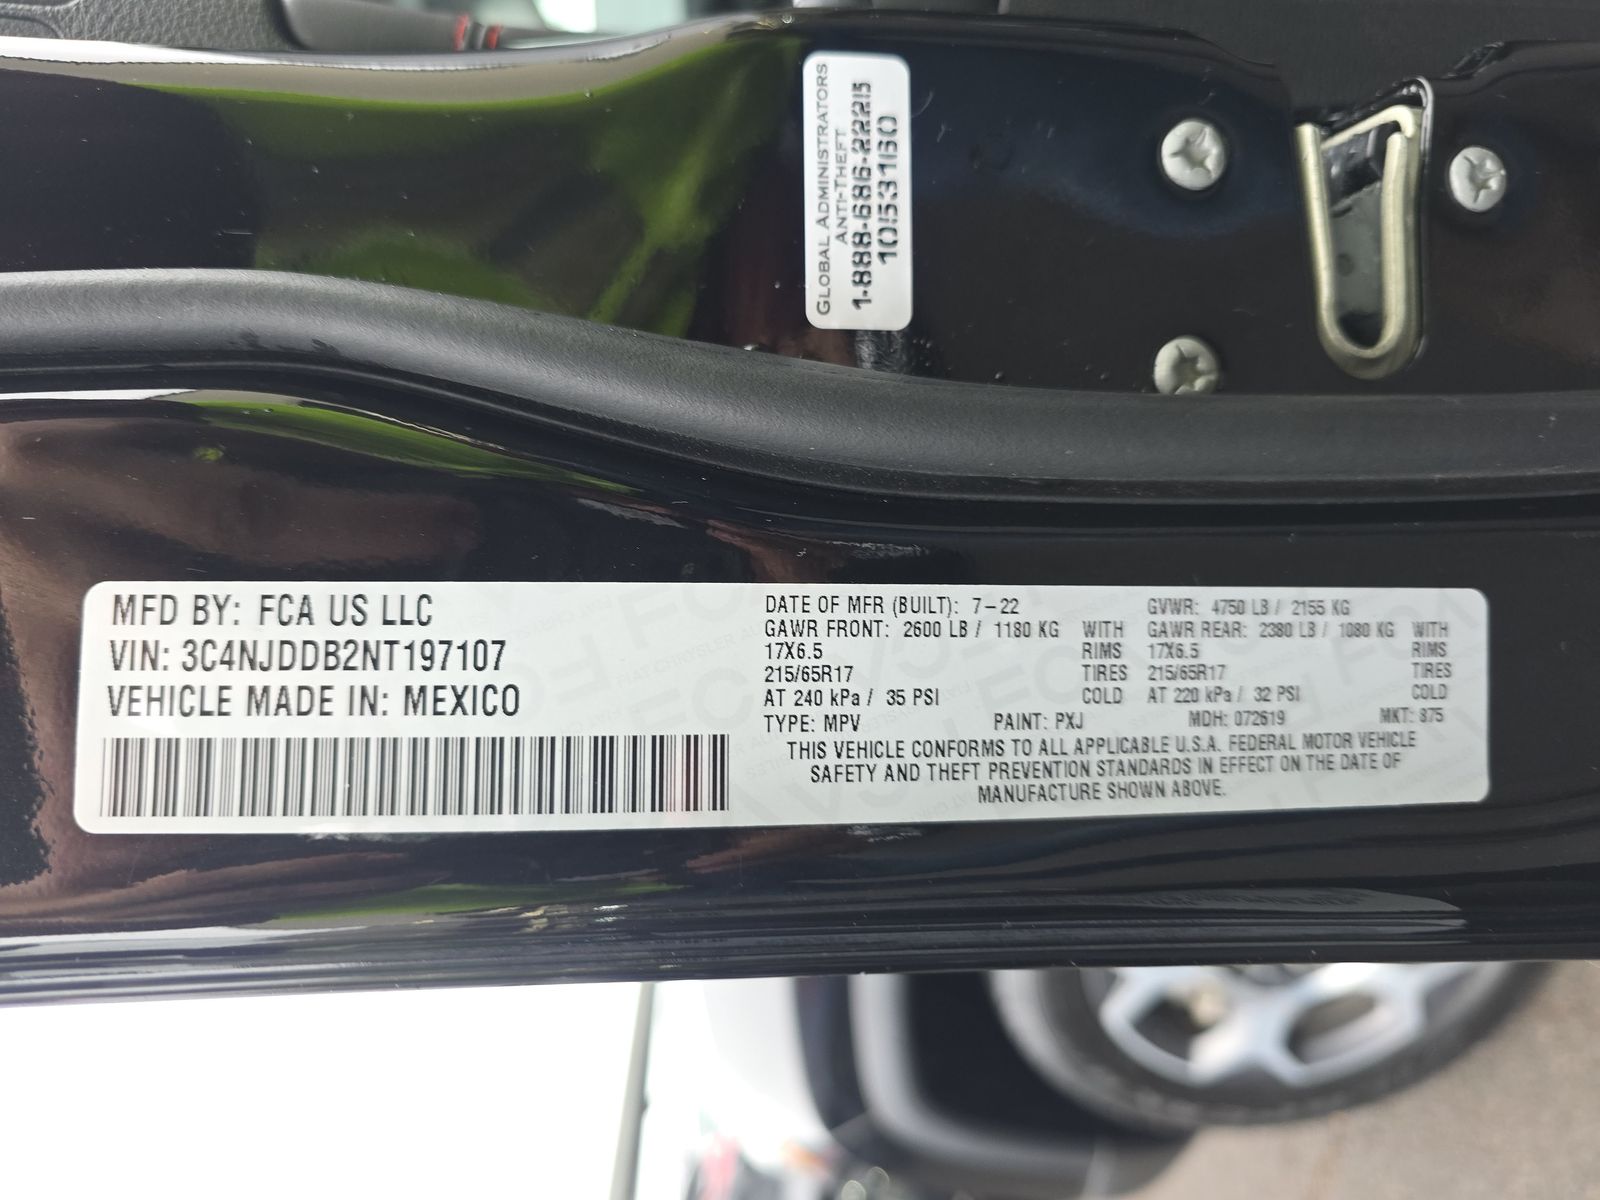 GLOBAL ADMINISTRATORS
ANTI-THEFT
1-888-686-2225
10531160
MFD BY: FCA US LLC
VIN: 3C4NJDDB2NT197107
VEHICLE MADE IN: MEXICO
DATE OF MFR (BUILT): 7-22 GVWR: 4750 LB / 2155 KG
GAWR FRONT: 2600 LB / 1180 KG WITH GAWR REAR: 2380 LB / 1080 KG WITH
17X6.5 RIMS 17X6.5 RIMS
215/65R17 TIRES 215/65R17 TIRES
AT 240 kPa / 35 PSI COLD AT 220 kPa / 32 PSI COLD
TYPE: MPV PAINT: PXJ MDH: 072619 MKT: 875
THIS VEHICLE CONFORMS TO ALL APPLICABLE U.S.A. FEDERAL MOTOR VEHICLE
SAFETY AND THEFT PREVENTION STANDARDS IN EFFECT ON THE DATE OF
MANUFACTURE SHOWN ABOVE.